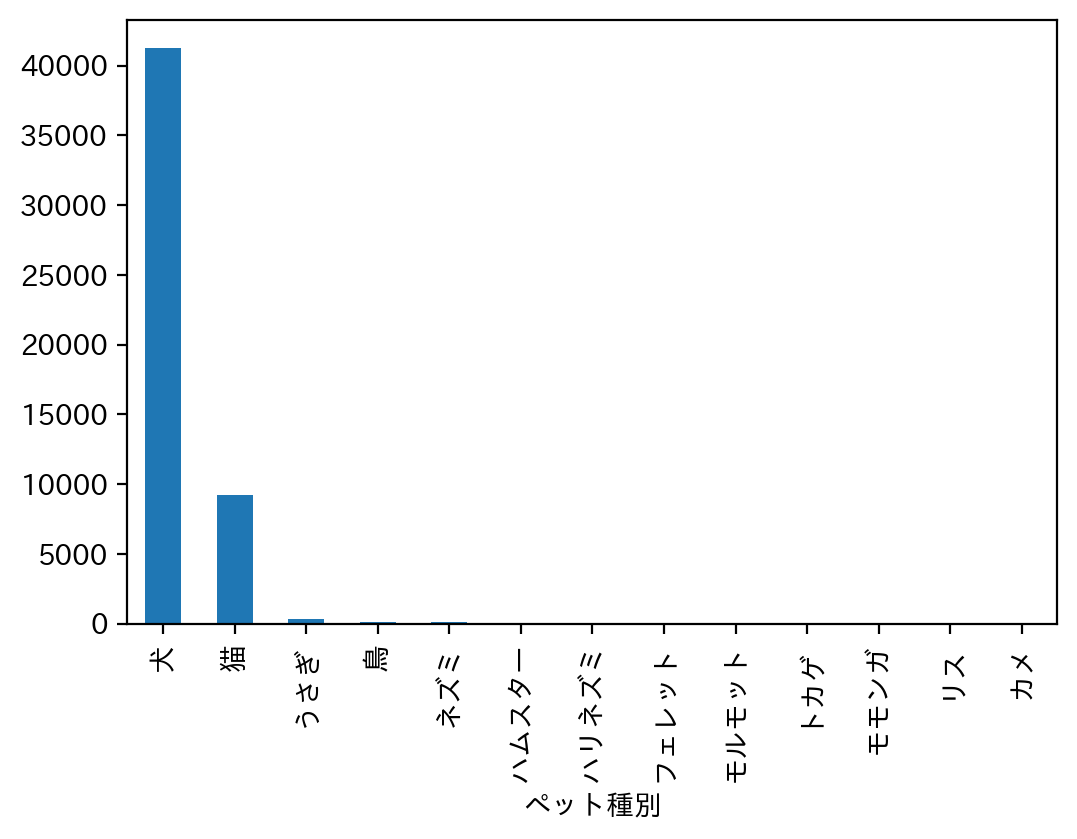 40000
35000
30000
25000
20000
15000
10000
5000
0
犬
猫
うさぎ
鳥
ネズミ
ハムスター
ハリネズミ
フェレット
モルモット
トカゲ
モモンガ
リス
カメ
ペット種別